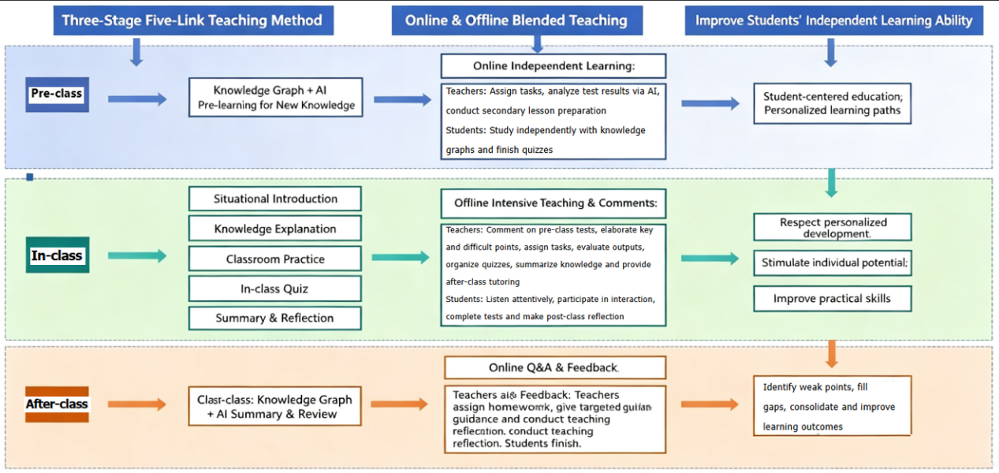 Three-Stage Five-Link Teaching Method
Online & Offline Blended Teaching
Improve Students' Independent Learning Ability
Pre-class
Knowledge Graph + AI
Pre-learning for New Knowledge
Online Indepeendent Learning:
Teachers: Assign tasks, analyze test results via AI,
conduct secondary lesson preparation
Students: Study independently with knowledge
graphs and finish quizzes
Student-centered education;
Personalized learning paths
In-class
Situational Introduction
Knowledge Explanation
Classroom Practice
In-class Quiz
Summary & Reflection
Offline Intensive Teaching & Comments:
Teachers: Comment on pre-class tests, elaborate key
and difficult points, assign tasks, evaluate outputs,
organize quizzes, summarize knowledge and provide
after-class tutoring
Students: Listen attentively, participate in interaction,
complete tests and make post-class reflection
Respect personalized
development.
Stimulate individual potential;
Improve practical skills
After-class
class: Knowledge Graph
+ AI Summary & Review
Online Q&A & Feedback.
Teachers Feedback: Teachers
assign homework, give targeted
guidance and conduct teaching
reflection. conduct teaching
reflection. Students finish.
Identify weak points, fill
gaps, consolidate and improve
learning outcomes